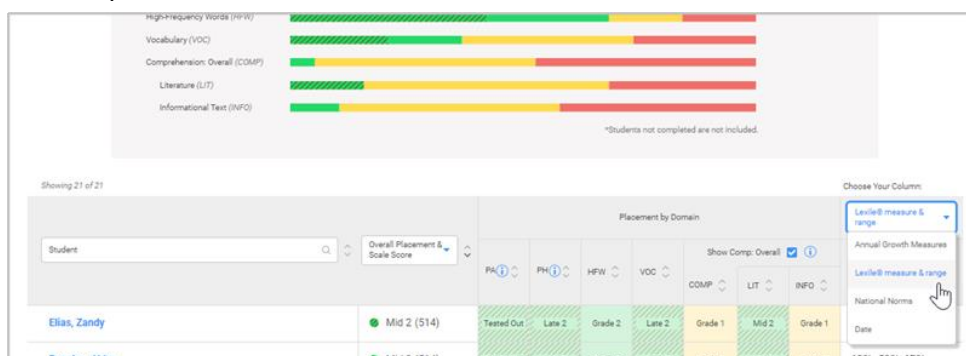 High-Frequency Words (HFW)
Vocabulary (VOC)
Comprehension: Overall (COMP)
Literature (LIT)
Informational Text (INFO)
*Students not completed are not included.
Showing 21 of 21
Choose Your Column:
Placement by Domain
Lexile® measure &
range
Student
Overall Placement &
Scale Score
Show Comp: Overall
Annual Growth Measures
PA
PH
HFW
VOC
COMP
LIT
INFO
Lexile® measure & range
National Norms
Date
Elias, Zandy
Mid 2 (514)
Tested Out
Late 2
Grade 2
Late 2
Grade 1
Mid 2
Grade 1